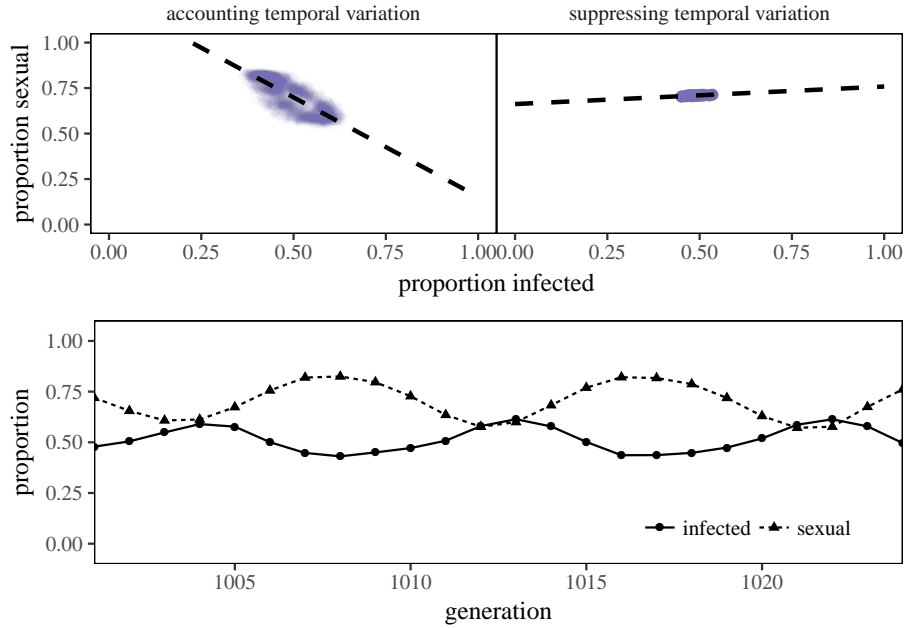 accounting temporal variation
suppressing temporal variation
proportion sexual
1.00
0.75
0.50
0.25
0.00
0.00 0.25 0.50 0.75 1.00 0.00 0.25 0.50 0.75 1.00
proportion infected
proportion
1.00
0.75
0.50
0.25
0.00
infected sexual
1005 1010 1015 1020
generation